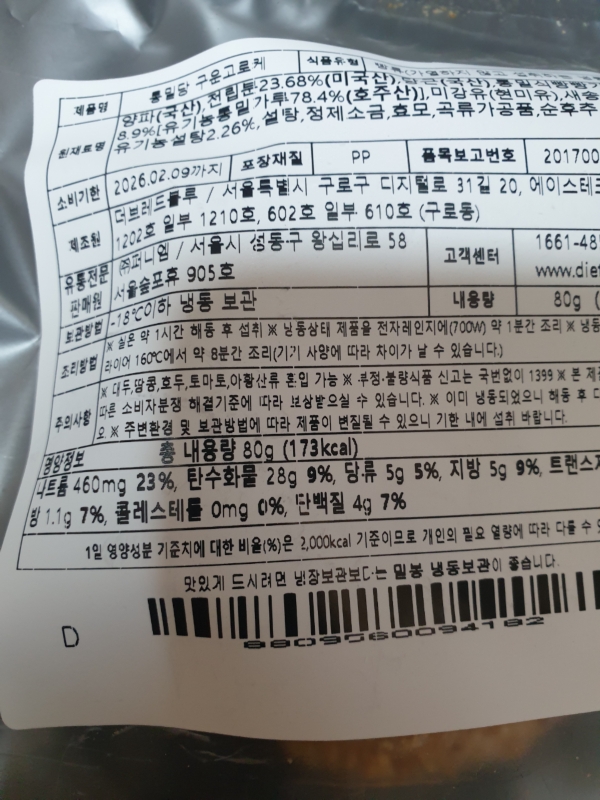 제품명 통밀당 구운고로케 식품유형
원재료명 양파(국산),전립분23.68%(미국산),당근(국산),통밀식빵
8.9%[유기농통밀가루78.4%(호주산)],미강유(현미유),새송
유기농설탕2.26%,설탕,정제소금,효모,곡류가공품,순후추
소비기한 2026.02.09까지 포장재질 PP 품목보고번호 201700
제조원 더브레드블루 / 서울특별시 구로구 디지털로 31길 20, 에이스테크
1202호 일부 1210호, 602호 일부 610호 (구로동)
유통전문판매원 ㈜퍼니엠 / 서울시 성동구 왕십리로 58
서울숲포휴 905호
고객센터 1661-48
www.die
보관방법 -18℃이하 냉동 보관 내용량 80g (
조리방법 ※ 실온 약 1시간 해동 후 섭취 ※ 냉동상태 제품을 전자레인지에(700W) 약 1분간 조리 ※ 냉동
라이어 160℃에서 약 8분간 조리(기기 사양에 따라 차이가 날 수 있습니다.)
주의사항 ※ 대두,땅콩,호두,토마토,아황산류 혼입 가능 ※ 부정·불량식품 신고는 국번없이 1399 ※ 본 제
따른 소비자분쟁 해결기준에 따라 보상받으실 수 있습니다. ※ 이미 냉동되었으니 해동 후 다
요 ※ 주변환경 및 보관방법에 따라 제품이 변질될 수 있으니 기한 내에 섭취 바랍니다.
영양정보 총 내용량 80g (173kcal)
나트륨 460mg 23%, 탄수화물 28g 9%, 당류 5g 5%, 지방 5g 9%, 트랜스지
방 1.1g 7%, 콜레스테롤 0mg 0%, 단백질 4g 7%
1일 영양성분 기준치에 대한 비율(%)은 2,000kcal 기준이므로 개인의 필요 열량에 따라 다를 수
맛있게 드시려면 냉장보관보다는 밀봉 냉동보관이 좋습니다.
D
8809560094182